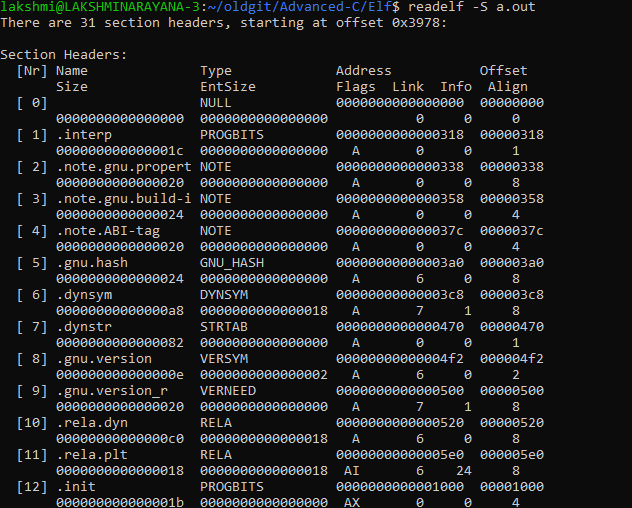 lakshmi@LAKSHMINARAYANA-3:~/oldgit/Advanced-C/Elf$ readelf -S a.out
There are 31 section headers, starting at offset 0x3978:

Section Headers:
  [Nr] Name              Type             Address           Offset
       Size              EntSize          Flags  Link  Info  Align
  [ 0]                   NULL             0000000000000000  00000000
       0000000000000000  0000000000000000           0     0     0
  [ 1] .interp           PROGBITS         0000000000000318  00000318
       000000000000001c  0000000000000000   A       0     0     1
  [ 2] .note.gnu.propert NOTE             0000000000000338  00000338
       0000000000000020  0000000000000000   A       0     0     8
  [ 3] .note.gnu.build-i NOTE             0000000000000358  00000358
       0000000000000024  0000000000000000   A       0     0     4
  [ 4] .note.ABI-tag     NOTE             000000000000037c  0000037c
       0000000000000020  0000000000000000   A       0     0     4
  [ 5] .gnu.hash         GNU_HASH         00000000000003a0  000003a0
       0000000000000024  0000000000000000   A       6     0     8
  [ 6] .dynsym           DYNSYM           00000000000003c8  000003c8
       00000000000000a8  0000000000000018   A       7     1     8
  [ 7] .dynstr           STRTAB           0000000000000470  00000470
       0000000000000082  0000000000000000   A       0     0     1
  [ 8] .gnu.version      VERSYM           00000000000004f2  000004f2
       000000000000000e  0000000000000002   A       6     0     2
  [ 9] .gnu.version_r    VERNEED          0000000000000500  00000500
       0000000000000020  0000000000000000   A       7     1     8
  [10] .rela.dyn         RELA             0000000000000520  00000520
       00000000000000c0  0000000000000018   A       6     0     8
  [11] .rela.plt         RELA             00000000000005e0  000005e0
       0000000000000018  0000000000000018  AI       6    24     8
  [12] .init             PROGBITS         0000000000001000  00001000
       000000000000001b  0000000000000000  AX       0     0     4